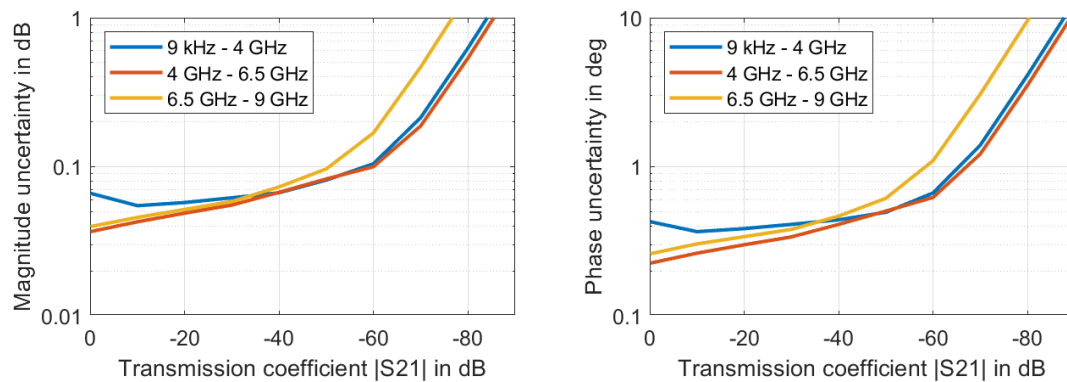 Magnitude uncertainty in dB
1
0.1
0.01
9 kHz - 4 GHz
4 GHz - 6.5 GHz
6.5 GHz - 9 GHz
0 -20 -40 -60 -80
Transmission coefficient |S21| in dB
Phase uncertainty in deg
10
1
0.1
9 kHz - 4 GHz
4 GHz - 6.5 GHz
6.5 GHz - 9 GHz
0 -20 -40 -60 -80
Transmission coefficient |S21| in dB